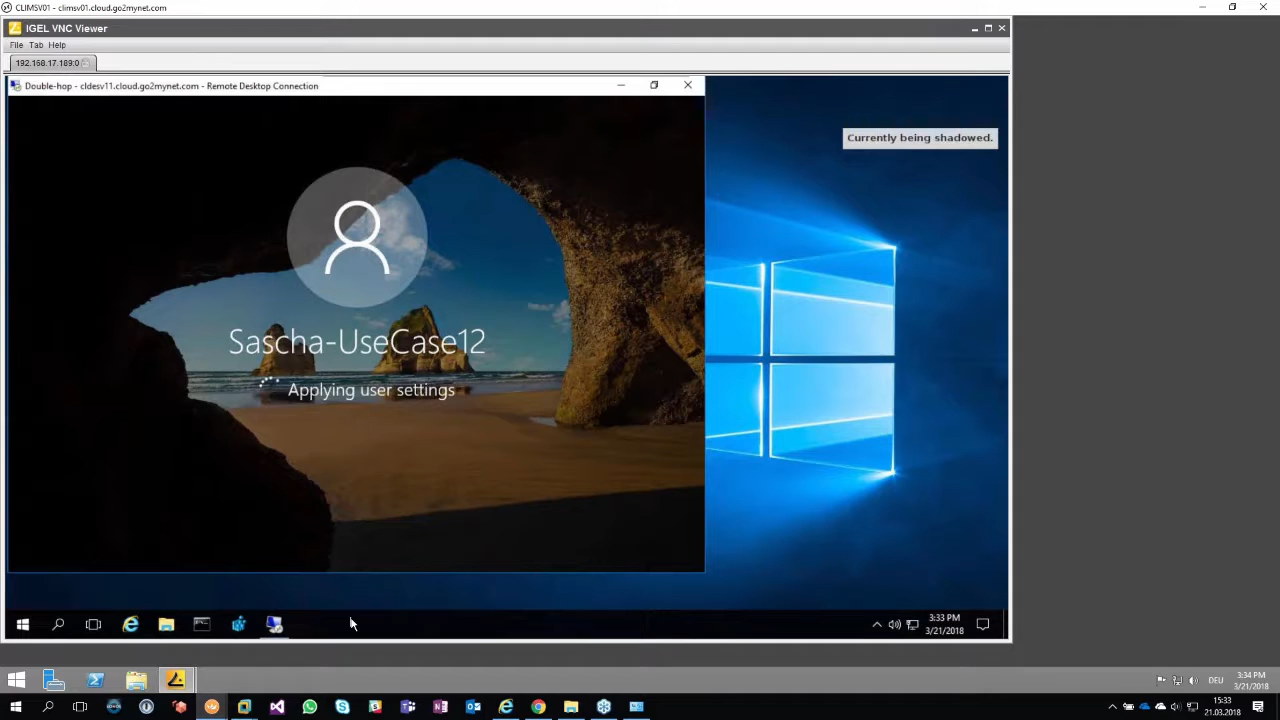 CLIMSV01 - climsv01.cloud.go2mynet.com
IGEL VNC Viewer
File Tab Help
192.168.17.189:0
Double-hop - cldesv11.cloud.go2mynet.com - Remote Desktop Connection
Currently being shadowed.
Sascha-UseCase12
Applying user settings
3:33 PM
3/21/2018
DEU
3:34 PM
3/21/2018
15:33
21.03.2018